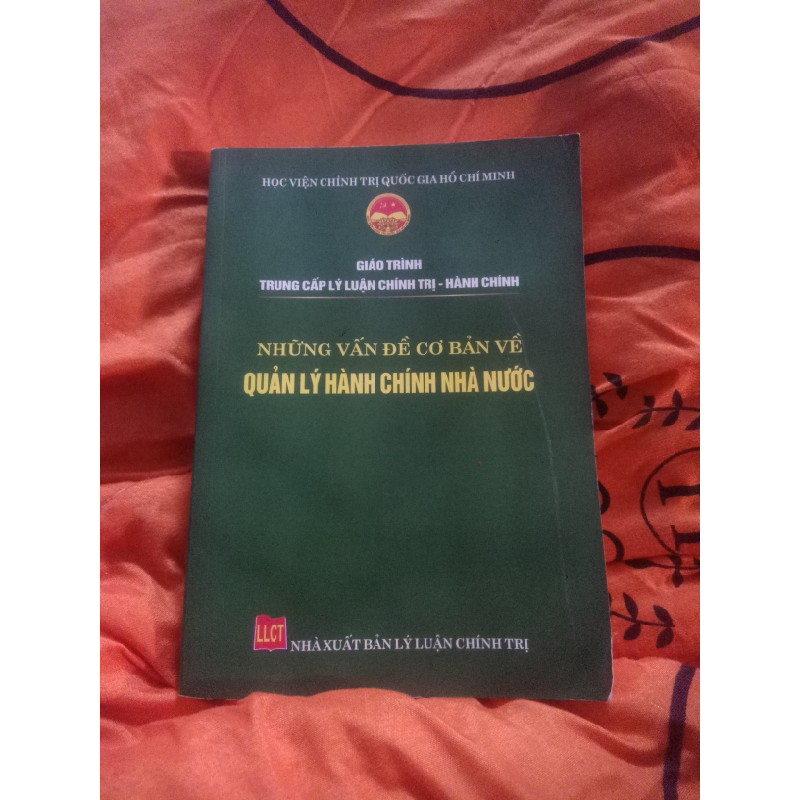 HỌC VIỆN CHÍNH TRỊ QUỐC GIA HỒ CHÍ MINH
GIÁO TRÌNH
TRUNG CẤP LÝ LUẬN CHÍNH TRỊ - HÀNH CHÍNH
NHỮNG VẤN ĐỀ CƠ BẢN VỀ
QUẢN LÝ HÀNH CHÍNH NHÀ NƯỚC
LLCT
NHÀ XUẤT BẢN LÝ LUẬN CHÍNH TRỊ